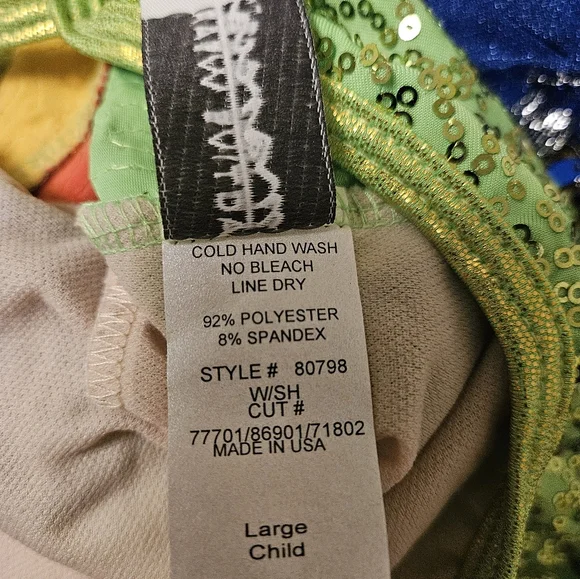 COLD HAND WASH
NO BLEACH
LINE DRY
92% POLYESTER
8% SPANDEX
STYLE # 80798
W/SH
CUT #
77701/86901/71802
MADE IN USA
Large
Child